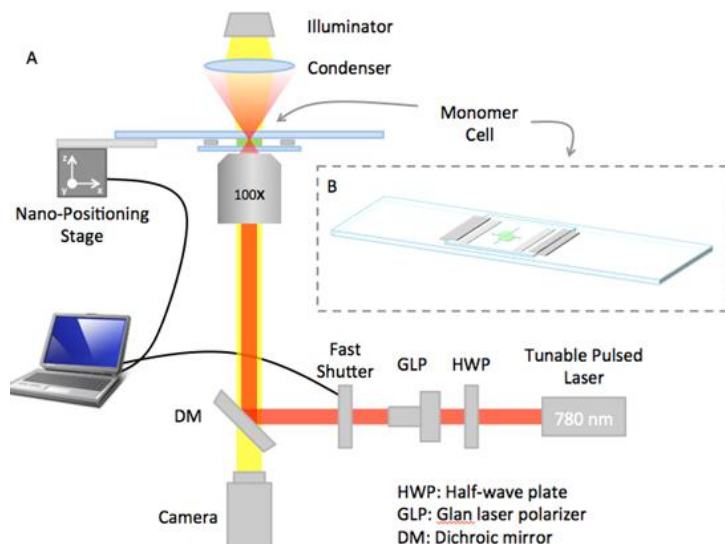 Illuminator
A
Condenser
Monomer
Cell
z
y
x
100X
B
Nano-Positioning
Stage
Fast
Shutter
GLP
HWP
Tunable Pulsed
Laser
DM
780 nm
HWP: Half-wave plate
GLP: Glan laser polarizer
DM: Dichroic mirror
Camera